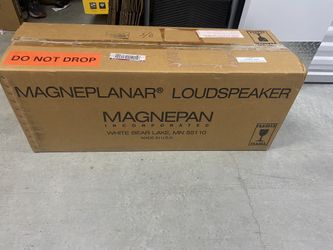 DO NOT DROP
MAGNEPLANAR® LOUDSPEAKER
MAGNEPAN
INCORPORATED
WHITE BEAR LAKE, MN 55110
MADE IN U.S.A.
FRAGILE